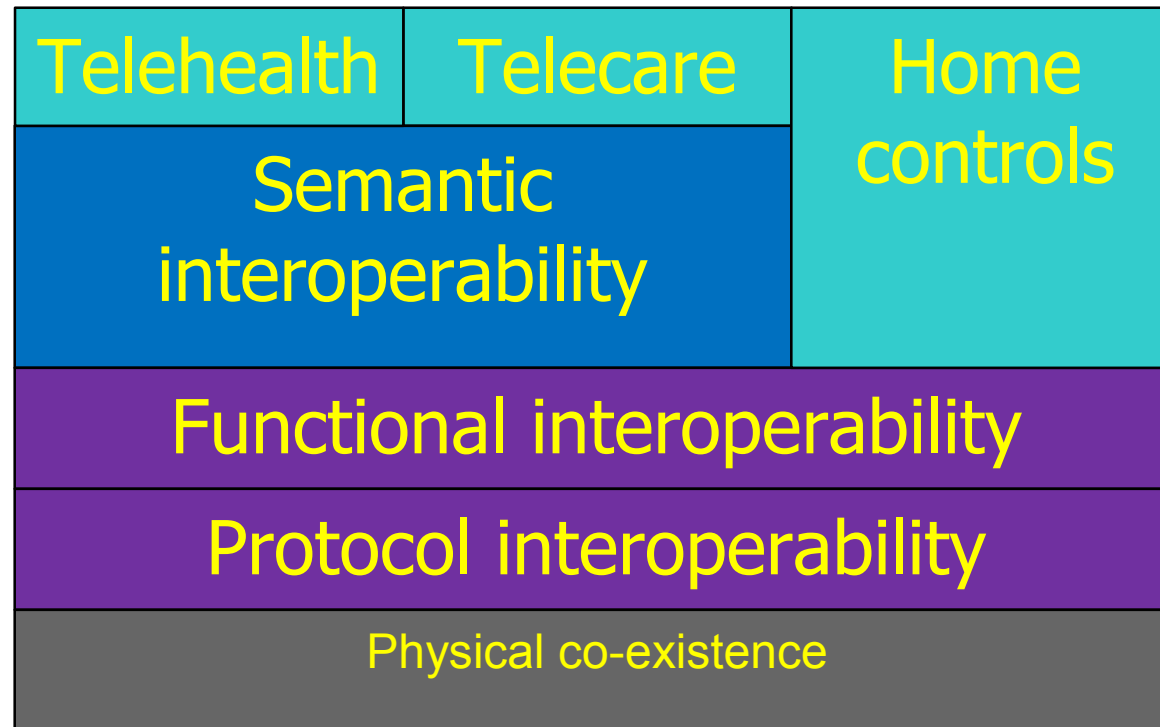 Telehealth
Telecare
Home
controls
Semantic
interoperability
Functional interoperability
Protocol interoperability
Physical co-existence